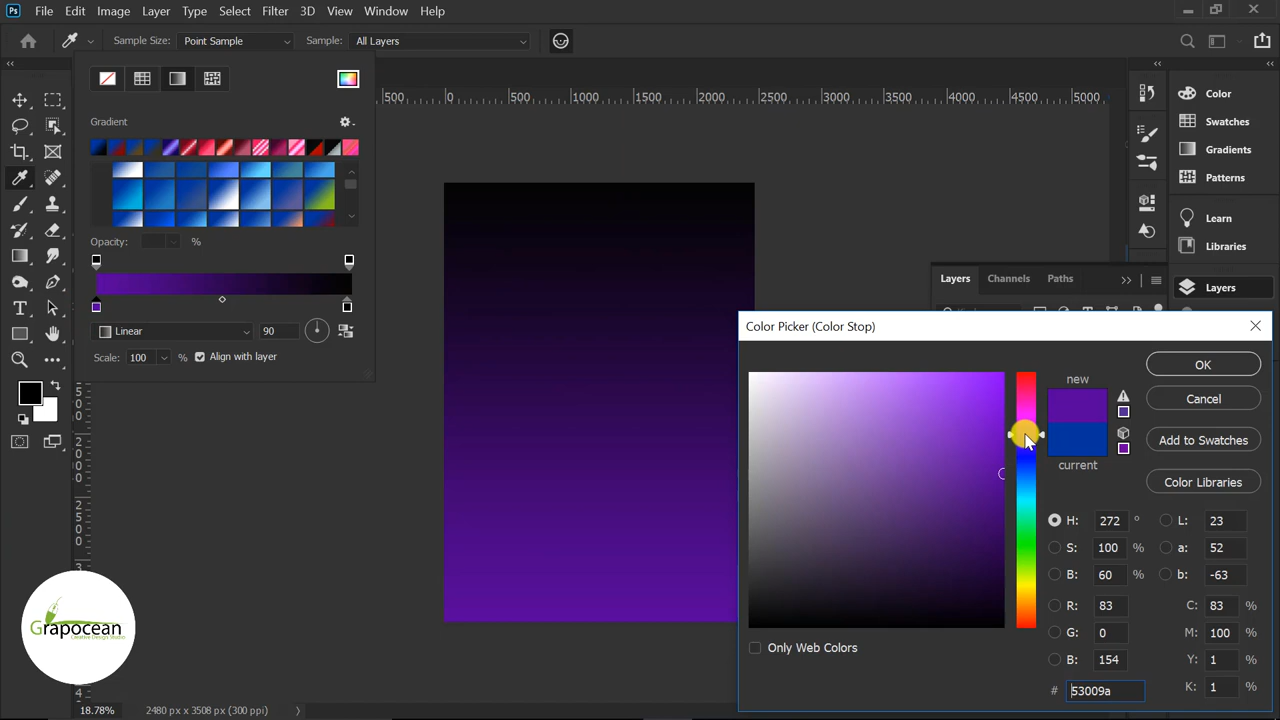 Ps File Edit Image Layer Type Select Filter 3D View Window Help
Sample Size: Point Sample Sample: All Layers
Gradient
Opacity: %
Linear 90
Scale: 100 % Align with layer
500 0 500 1000 1500 2000 2500 3000 3500 4000 4500 5000
Color
Swatches
Gradients
Patterns
Learn
Libraries
Layers
Layers Channels Paths
Color Picker (Color Stop)
new
current
OK
Cancel
Add to Swatches
Color Libraries
H: 272 °
S: 100 %
B: 60 %
R: 83
G: 0
B: 154
# 53009a
L: 23
a: 52
b: -63
C: 83 %
M: 100 %
Y: 1 %
K: 1 %
Only Web Colors
Grapocean
Creative Design Studio
18.78% 2480 px x 3508 px (300 ppi)